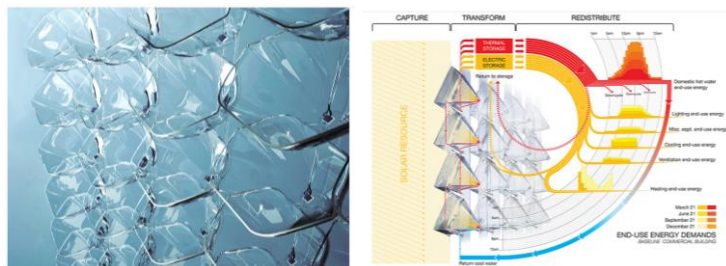 CAPTURE
TRANSFORM
REDISTRIBUTE
THERMAL
STORAGE
ELECTRIC
STORAGE
Return to storage
SOLAR RESOURCE
Domestic hot water
end-use energy
Lighting end-use energy
Misc. eqpt. end-use energy
Cooling end-use energy
Ventilation end-use energy
Heating end-use energy
March 21
June 21
September 21
December 21
END-USE ENERGY DEMANDS
BASELINE COMMERCIAL BUILDING
Return cool water